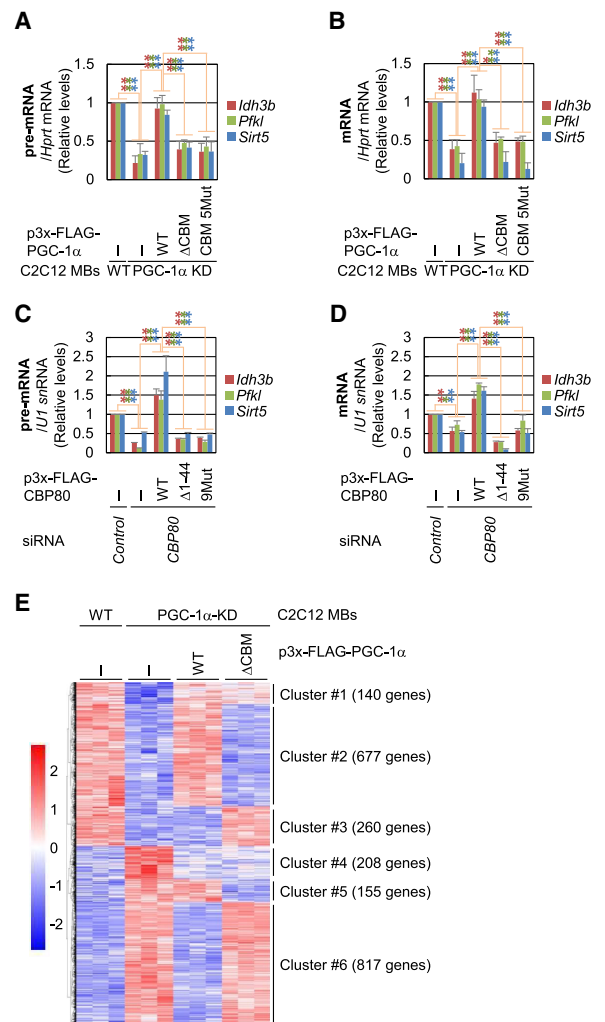 A
pre-mRNA
/Hprt mRNA
(Relative levels)
1.5
1
0.5
0
***
***
***
***
Idh3b
Pfkl
Sirt5
p3x-FLAG-
PGC-1α
– – WT ΔCBM CBM 5Mut
C2C12 MBs WT PGC-1α KD
B
mRNA
/Hprt mRNA
(Relative levels)
1.5
1
0.5
0
Idh3b
Pfkl
Sirt5
p3x-FLAG-
PGC-1α
– – WT ΔCBM CBM 5Mut
C2C12 MBs WT PGC-1α KD
C
pre-mRNA
/U1 snRNA
(Relative levels)
3
2.5
2
1.5
1
0.5
0
Idh3b
Pfkl
Sirt5
p3x-FLAG-
CBP80
– – WT Δ1-44 9Mut
siRNA Control CBP80
D
mRNA
/U1 snRNA
(Relative levels)
3
2.5
2
1.5
1
0.5
0
Idh3b
Pfkl
Sirt5
p3x-FLAG-
CBP80
– – WT Δ1-44 9Mut
siRNA Control CBP80
E
WT PGC-1α-KD C2C12 MBs
– – WT ΔCBM p3x-FLAG-PGC-1α
2
1
0
-1
-2
Cluster #1 (140 genes)
Cluster #2 (677 genes)
Cluster #3 (260 genes)
Cluster #4 (208 genes)
Cluster #5 (155 genes)
Cluster #6 (817 genes)